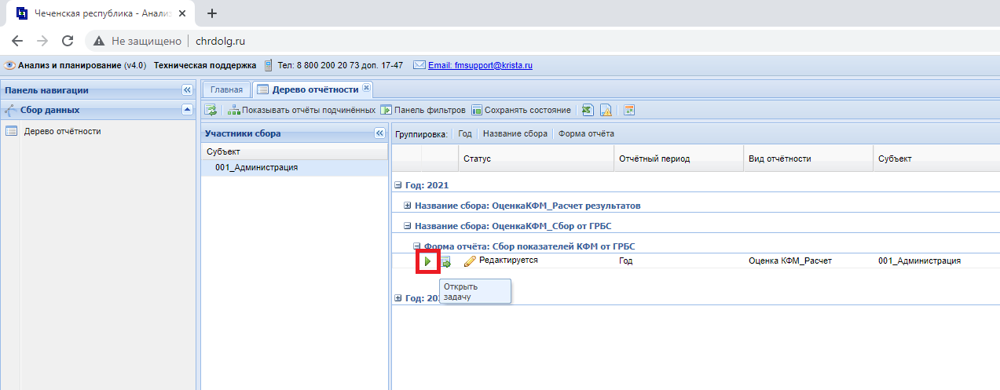 Чеченская республика - Анализ
Не защищено | chrdolg.ru
Анализ и планирование (v4.0) Техническая поддержка Тел: 8 800 200 20 73 доп. 17-47 Email: fmsupport@krista.ru
Панель навигации
Главная
Дерево отчётности
Сбор данных
Показывать отчёты подчинённых Панель фильтров Сохранять состояние
Дерево отчётности
Участники сбора
Группировка: Год Название сбора Форма отчёта
Субъект
Статус Отчётный период Вид отчётности Субъект
001_Администрация
Год: 2021
Название сбора: ОценкаКФМ_Расчет результатов
Название сбора: ОценкаКФМ_Сбор от ГРБС
Форма отчёта: Сбор показателей КФМ от ГРБС
Редактируется Год Оценка КФМ_Расчет 001_Администрация
Открыть
задачу
Год: